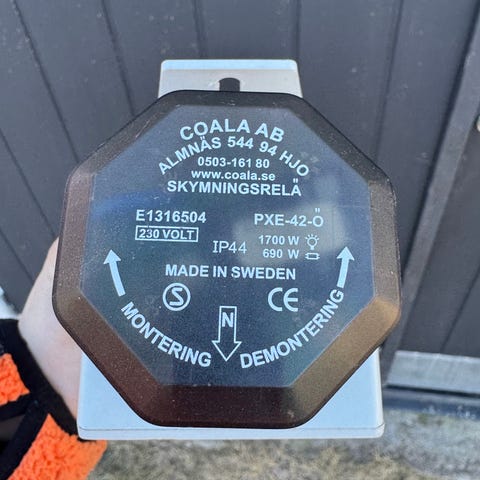 COALA AB
ALMNÄS 544 94 HJO
0503-161 80
www.coala.se
SKYMNINGSRELÄ
E1316504 PXE-42-Ö
230 VOLT
IP44
1700 W
690 W
MADE IN SWEDEN
S
CE
N
MONTERING
DEMONTERING